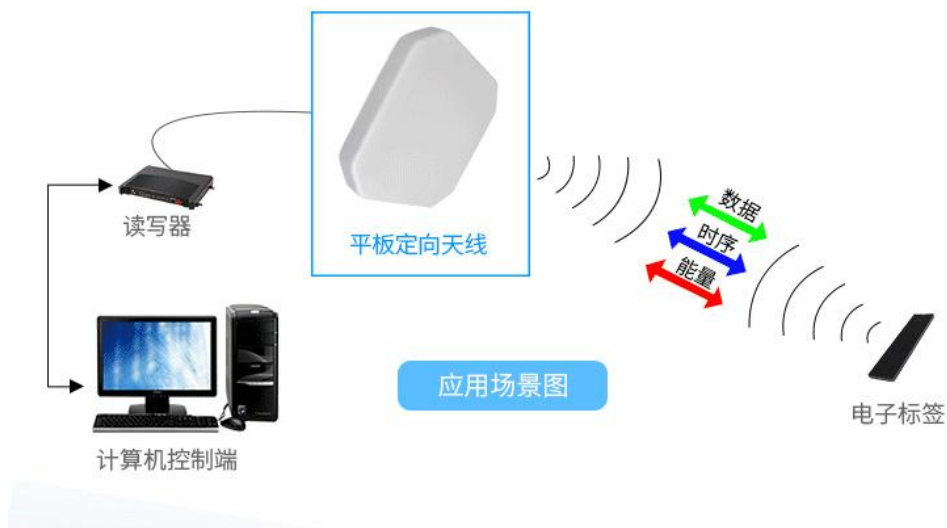 读写器
平板定向天线
数据
时序
能量
应用场景图
电子标签
计算机控制端